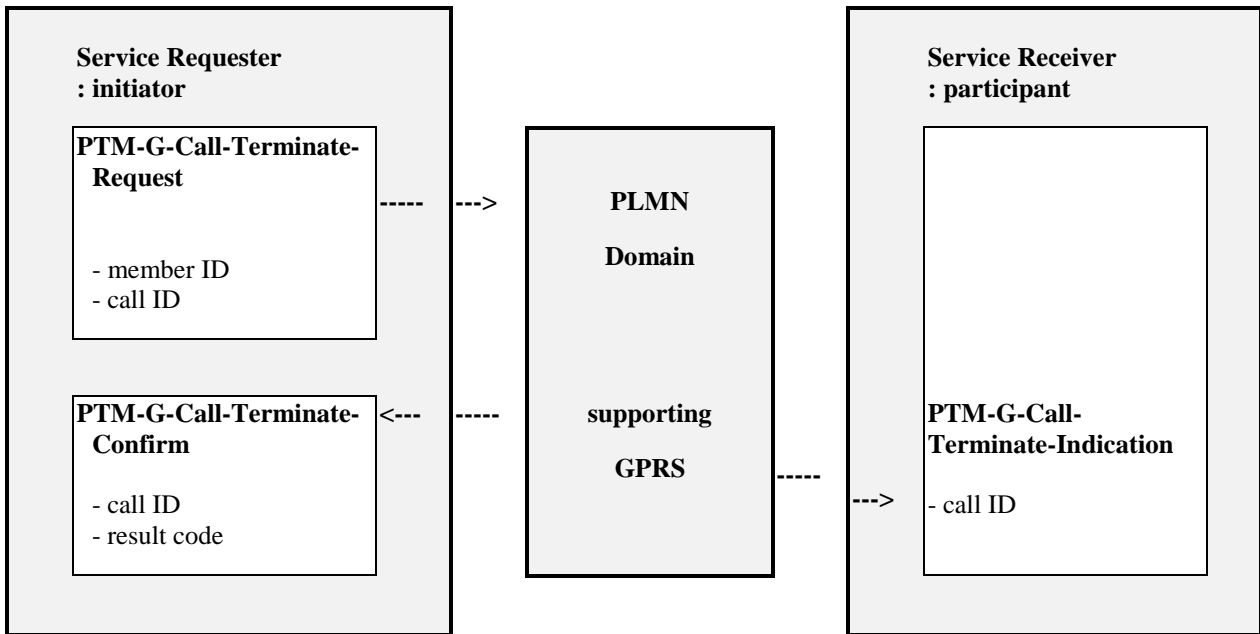 Service Requester
: initiator
PTM-G-Call-Terminate-
Request
----- --->
- member ID
- call ID
PTM-G-Call-Terminate-
Confirm
<--- -----
- call ID
- result code
PLMN
Domain
supporting
GPRS
----- --->
Service Receiver
: participant
PTM-G-Call-
Terminate-Indication
- call ID